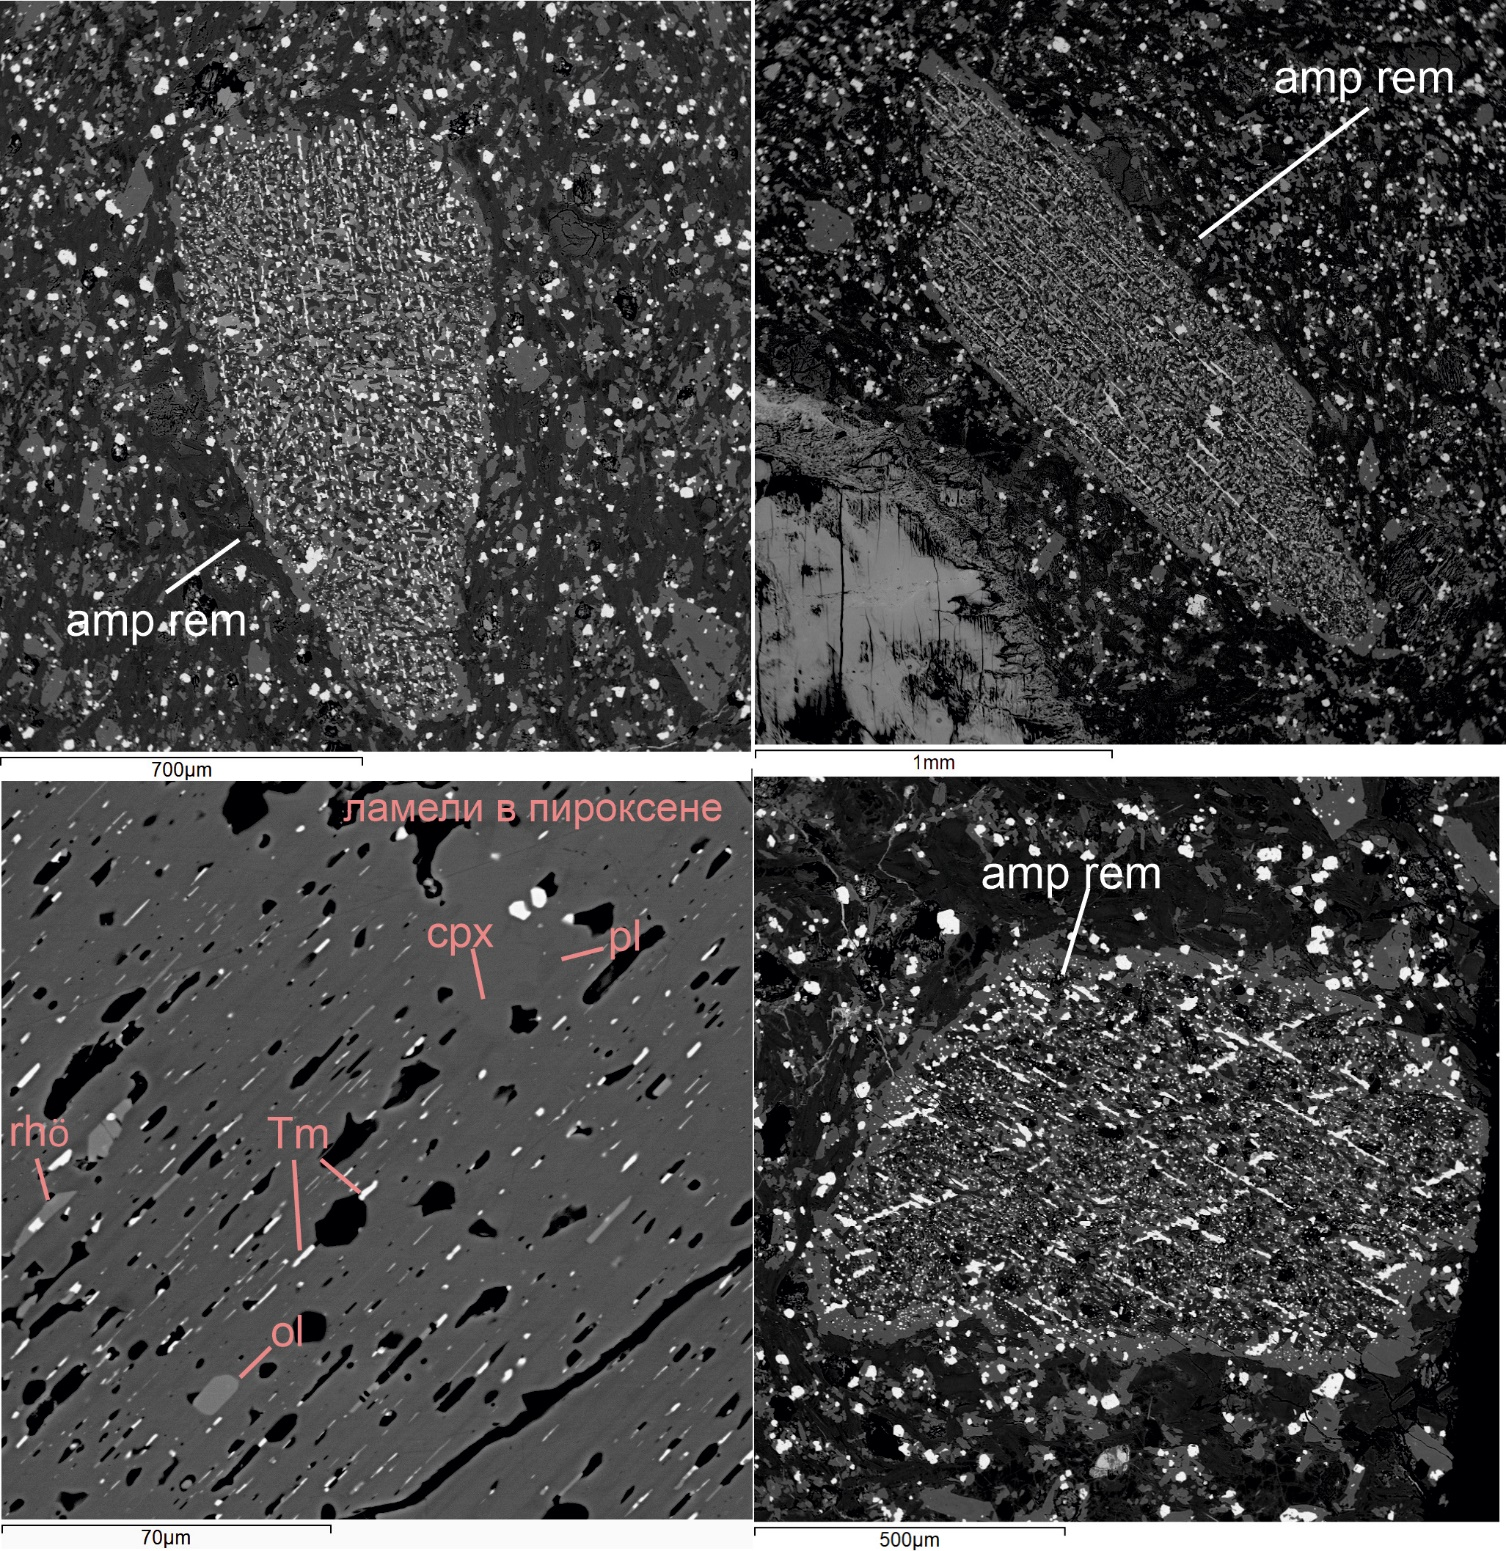 amp rem
amp rem
700µm
1mm
ламели в пироксене
cpx
pl
rhö
Tm
ol
amp rem
70µm
500µm